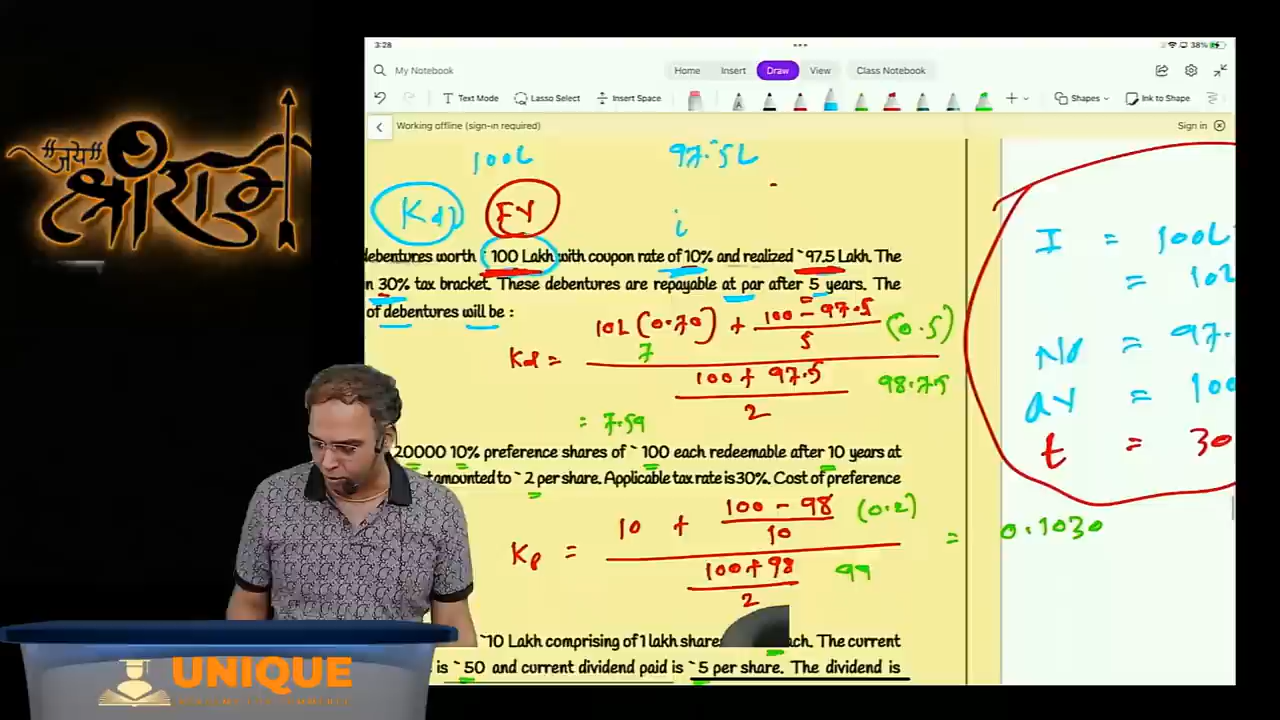 "जय"
श्रीराम
3:28
38%
My Notebook
Home Insert Draw View Class Notebook
Text Mode Lasso Select Insert Space
Shapes Ink to Shape
Working offline (sign-in required)
Sign in
100L 97.5L
Kd FV i
debentures worth `100 Lakh with coupon rate of 10% and realized `97.5 Lakh. The
n 30% tax bracket. These debentures are repayable at par after 5 years. The
of debentures will be :
10L (0.70) + 100 - 97.5 (0.5)
7 5
Kd =
100 + 97.5 98.75
2
= 7.59
I = 100L
= 10L
= 97.
= 100
t = 30
20000 10% preference shares of `100 each redeemable after 10 years at
amounted to `2 per share. Applicable tax rate is 30%. Cost of preference
10 + 100 - 98 (0.2)
10
Kp = = 0.1030
100 + 98 99
2
`10 Lakh comprising of 1 lakh share ach. The current
is `50 and current dividend paid is `5 per share. The dividend is
UNIQUE